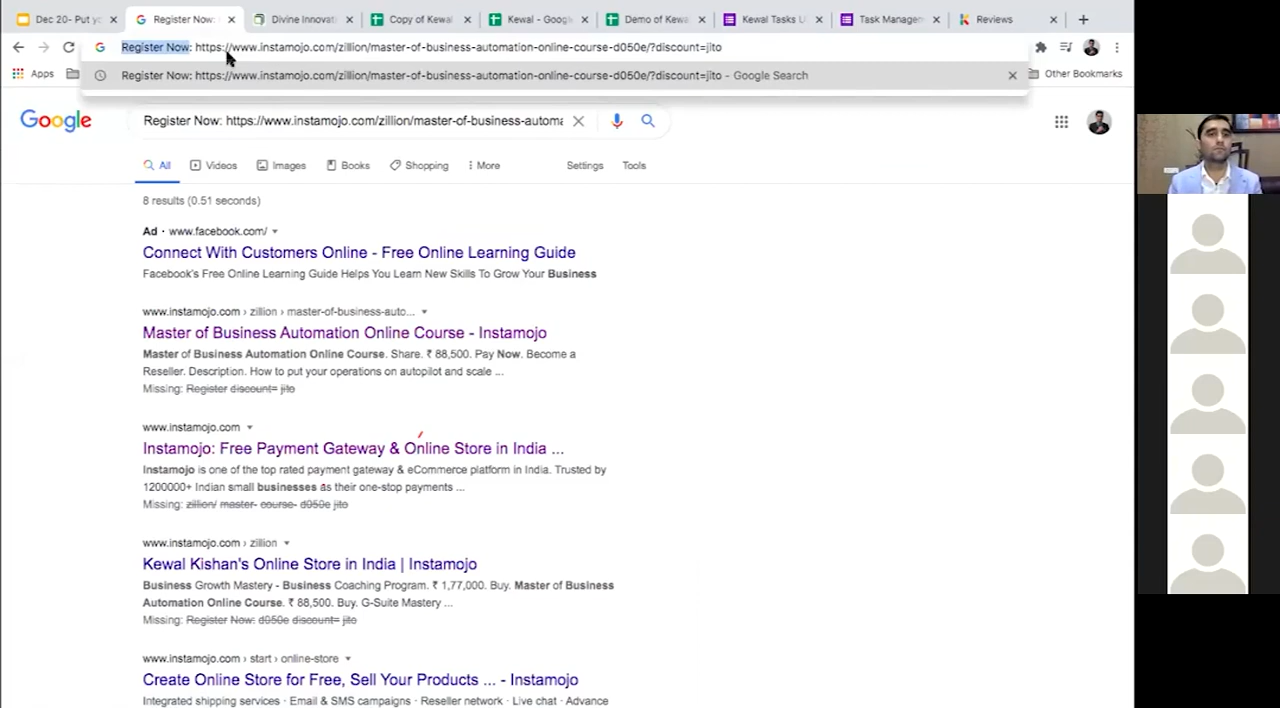 Dec 20- Put yo
Register Now:
Divine Innovat
Copy of Kewal
Kewal - Google
Demo of Kewa
Kewal Tasks U
Task Managem
Reviews
Register Now: https://www.instamojo.com/zillion/master-of-business-automation-online-course-d050e/?discount=jito
Register Now: https://www.instamojo.com/zillion/master-of-business-automation-online-course-d050e/?discount=jito - Google Search
Apps
Other Bookmarks
Google
Register Now: https://www.instamojo.com/zillion/master-of-business-automa
All Videos Images Books Shopping More Settings Tools
8 results (0.51 seconds)
Ad · www.facebook.com/
Connect With Customers Online - Free Online Learning Guide
Facebook's Free Online Learning Guide Helps You Learn New Skills To Grow Your Business
www.instamojo.com › zillion › master-of-business-auto...
Master of Business Automation Online Course - Instamojo
Master of Business Automation Online Course. Share. ₹ 88,500. Pay Now. Become a
Reseller. Description. How to put your operations on autopilot and scale ...
Missing: Register discount= jito
www.instamojo.com
Instamojo: Free Payment Gateway & Online Store in India ...
Instamojo is one of the top rated payment gateway & eCommerce platform in India. Trusted by
1200000+ Indian small businesses as their one-stop payments ...
Missing: zillion/ master- course- d050e jito
www.instamojo.com › zillion
Kewal Kishan's Online Store in India | Instamojo
Business Growth Mastery - Business Coaching Program. ₹ 1,77,000. Buy. Master of Business
Automation Online Course. ₹ 88,500. Buy. G-Suite Mastery ...
Missing: Register Now: d050e discount= jito
www.instamojo.com › start › online-store
Create Online Store for Free, Sell Your Products ... - Instamojo
Integrated shipping services · Email & SMS campaigns · Reseller network · Live chat · Advance